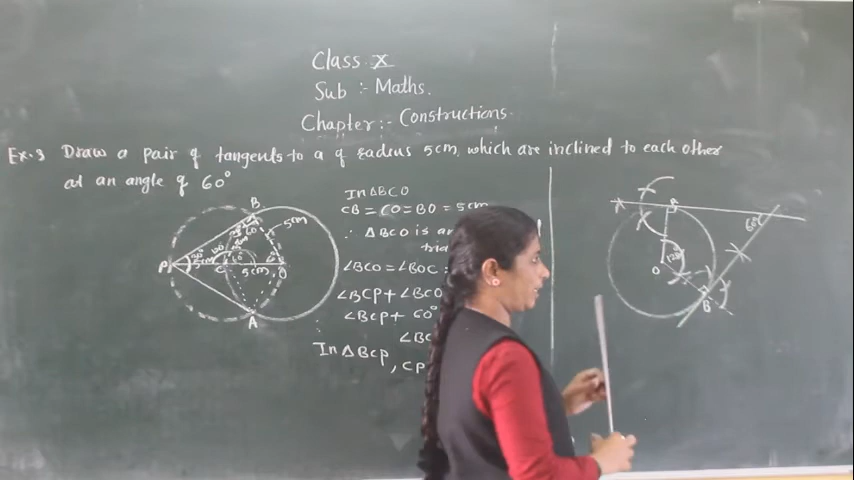 Class X
Sub :- Maths.
Chapter:- Constructions.
Ex.3 Draw a pair of tangents to a of radius 5cm, which are inclined to each other
at an angle of 60°
In ΔBCO
CB = CO = BO = 5cm
∴ ΔBCO is an
∠BCO = ∠BOC =
∠BCP + ∠BCO
∠BCP + 60°
∠BC
In ΔBCP, CP
B
5cm
60°
P
C
5cm
O
A
A
60°
120°
O
B